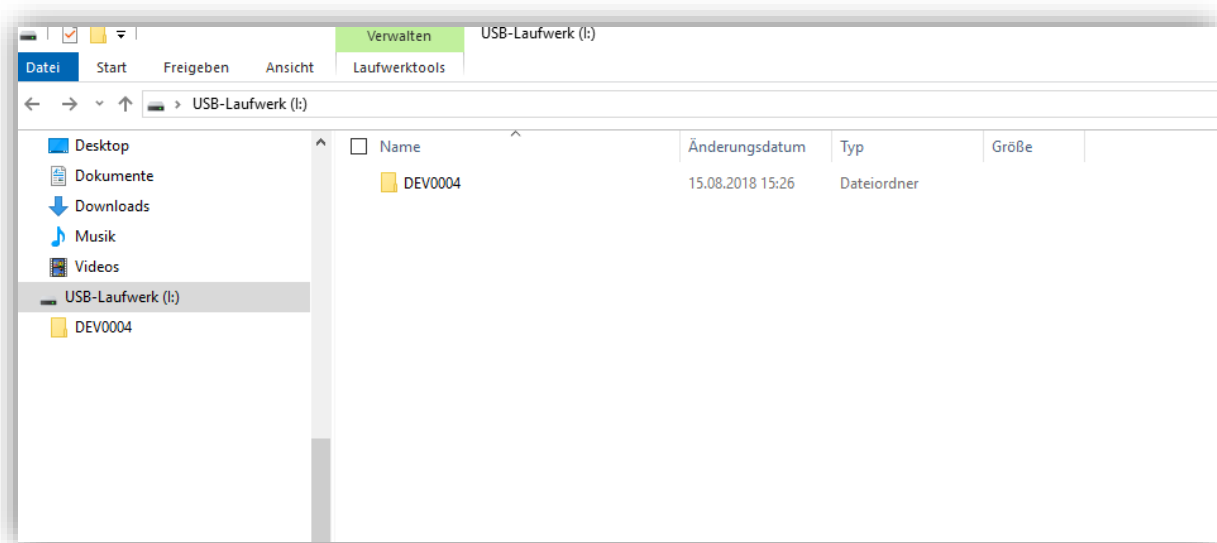 Verwalten USB-Laufwerk (I:)
Datei Start Freigeben Ansicht Laufwerktools
USB-Laufwerk (I:)
Desktop
Dokumente
Downloads
Musik
Videos
USB-Laufwerk (I:)
DEV0004
Name Änderungsdatum Typ Größe
DEV0004 15.08.2018 15:26 Dateiordner